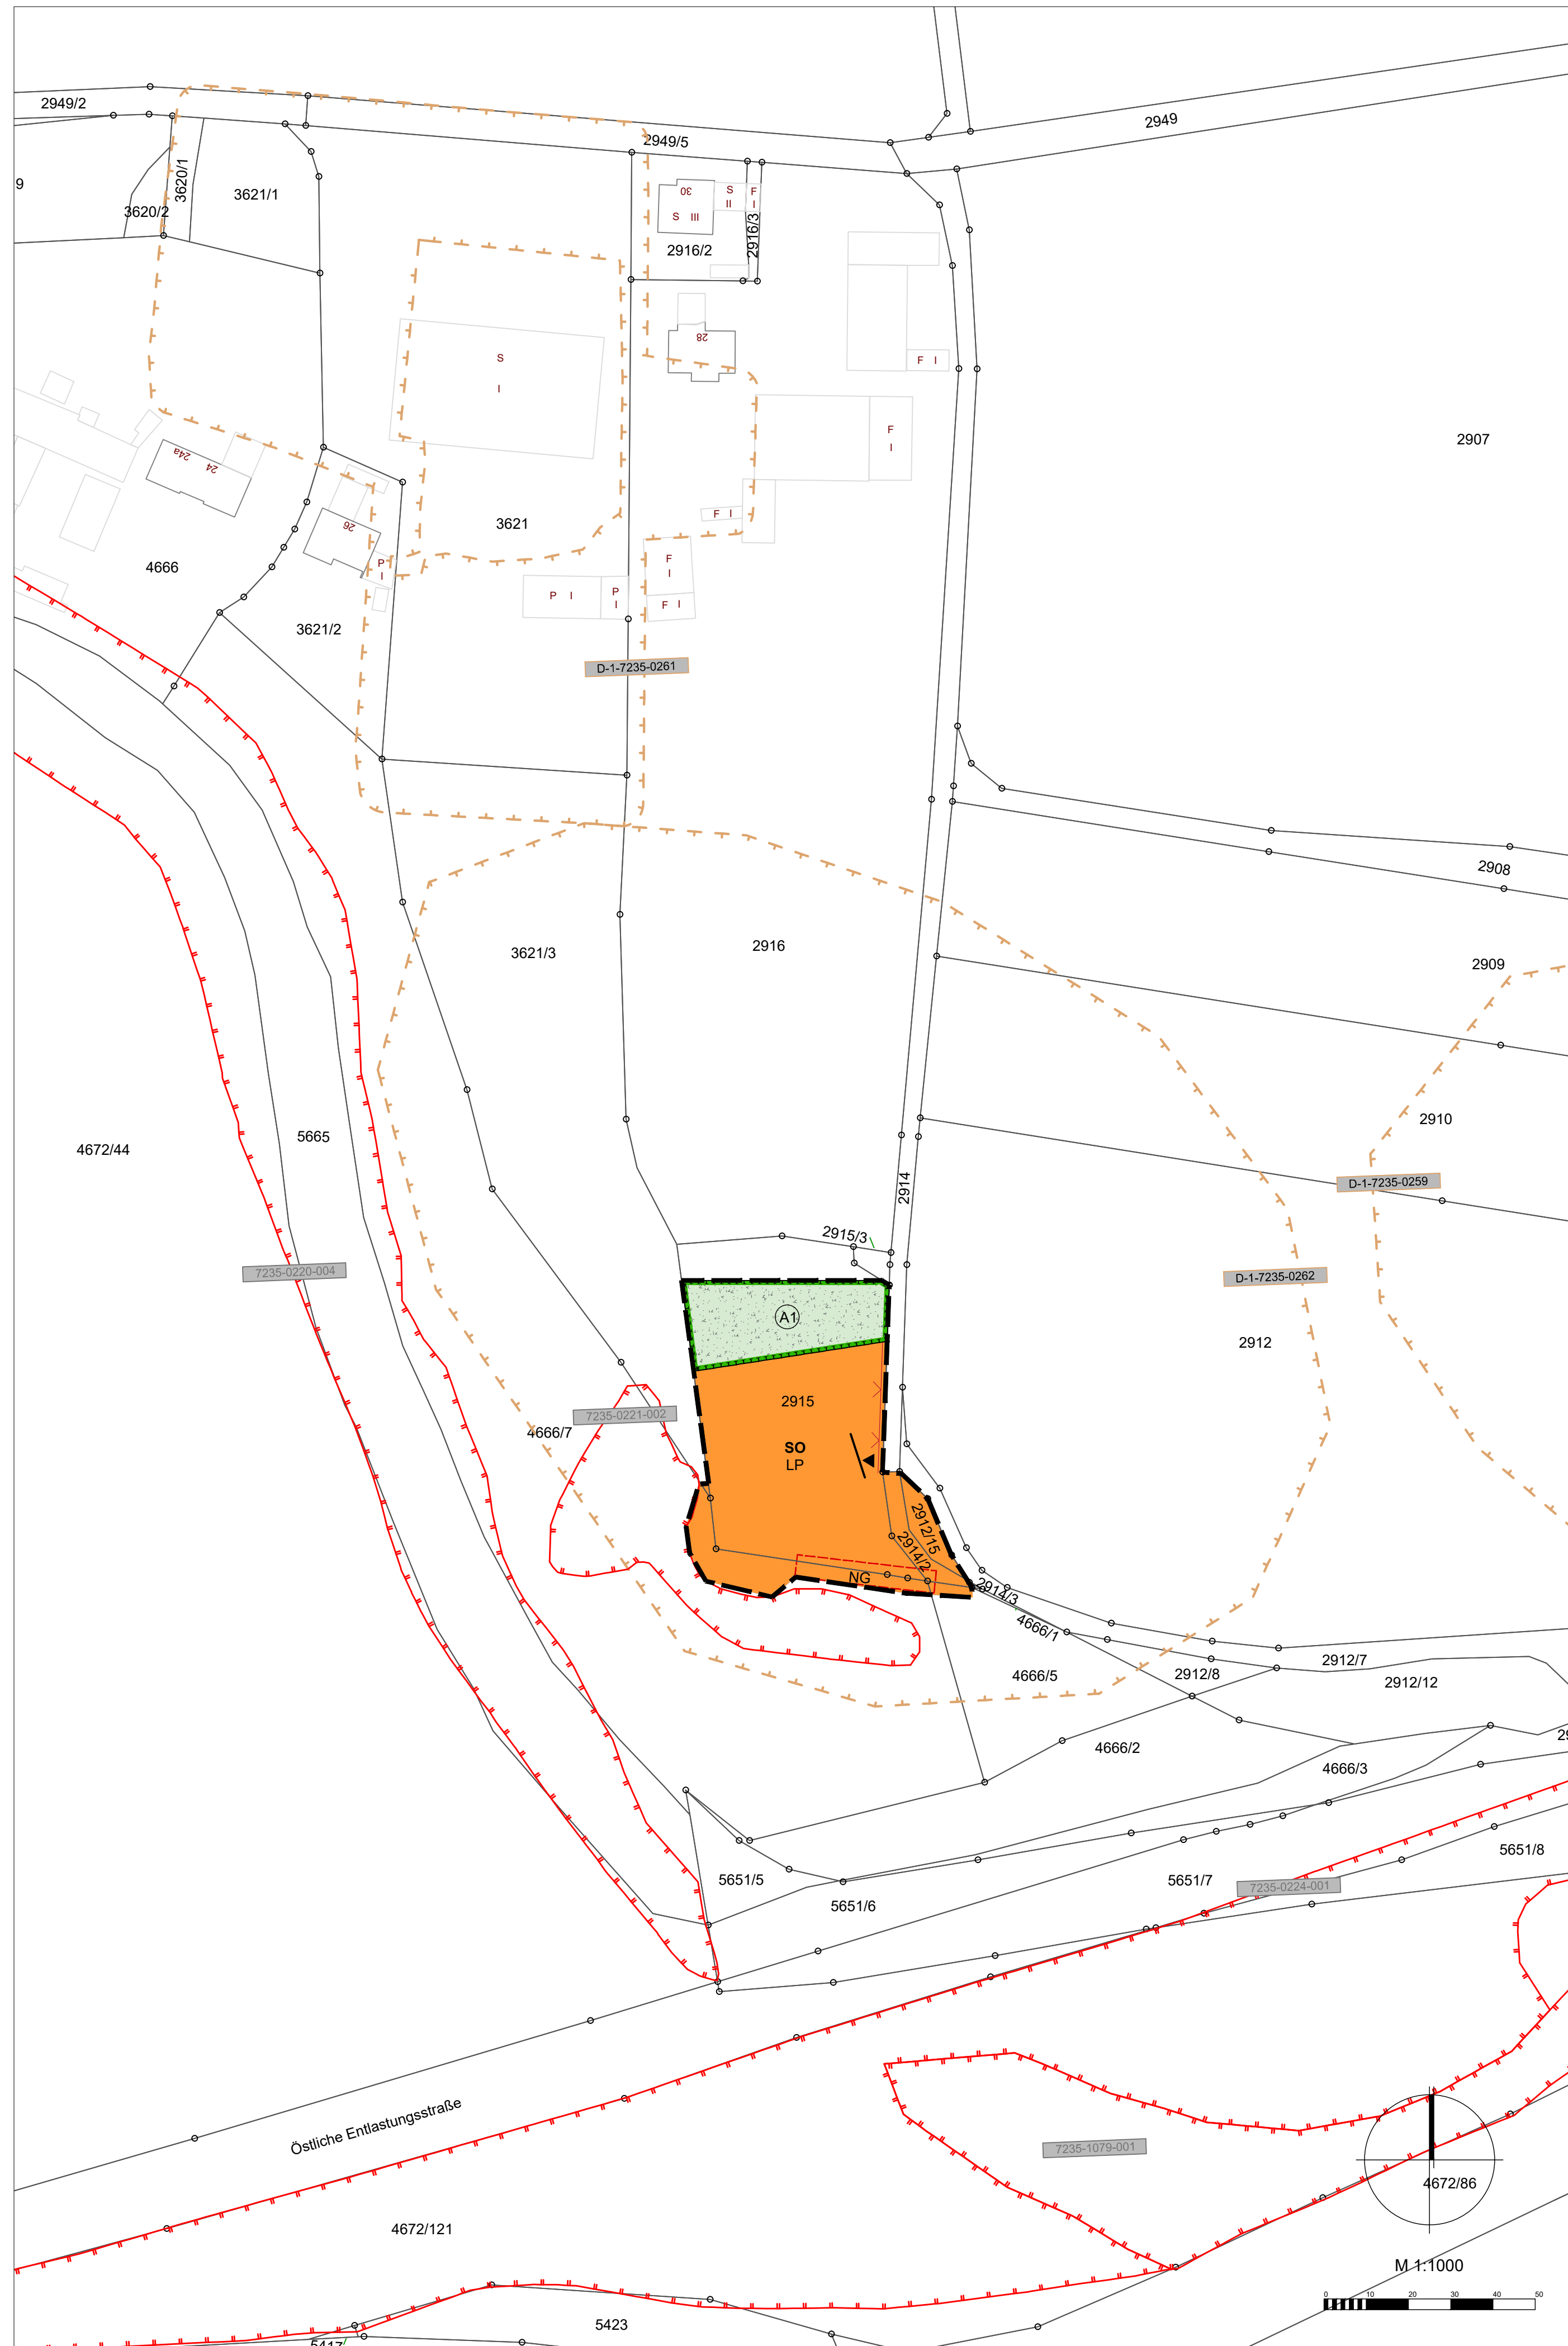 2949/2
2949/5
2949
9
3620/2
3620/1
3621/1
30
S III
S
II
F
I
2916/2
2916/3
28
S
I
F I
F
I
24a
24
26
F I
3621
4666
P
I
F
I
P I
P
I
F I
3621/2
D-1-7235-0261
2907
2908
2909
3621/3
2916
2910
4672/44
5665
D-1-7235-0259
2914
2915/3
7235-0220-004
D-1-7235-0262
A1
2912
2915
7235-0221-002
4666/7
SO
LP
2912/15
2914/2
NG
2914/3
4666/1
4666/5
2912/8
2912/7
2912/12
4666/2
29
4666/3
5651/5
5651/6
5651/7
5651/8
7235-0224-001
Östliche Entlastungsstraße
7235-1079-001
4672/86
4672/121
M 1:1000
0 10 20 30 40 50
5423
5417